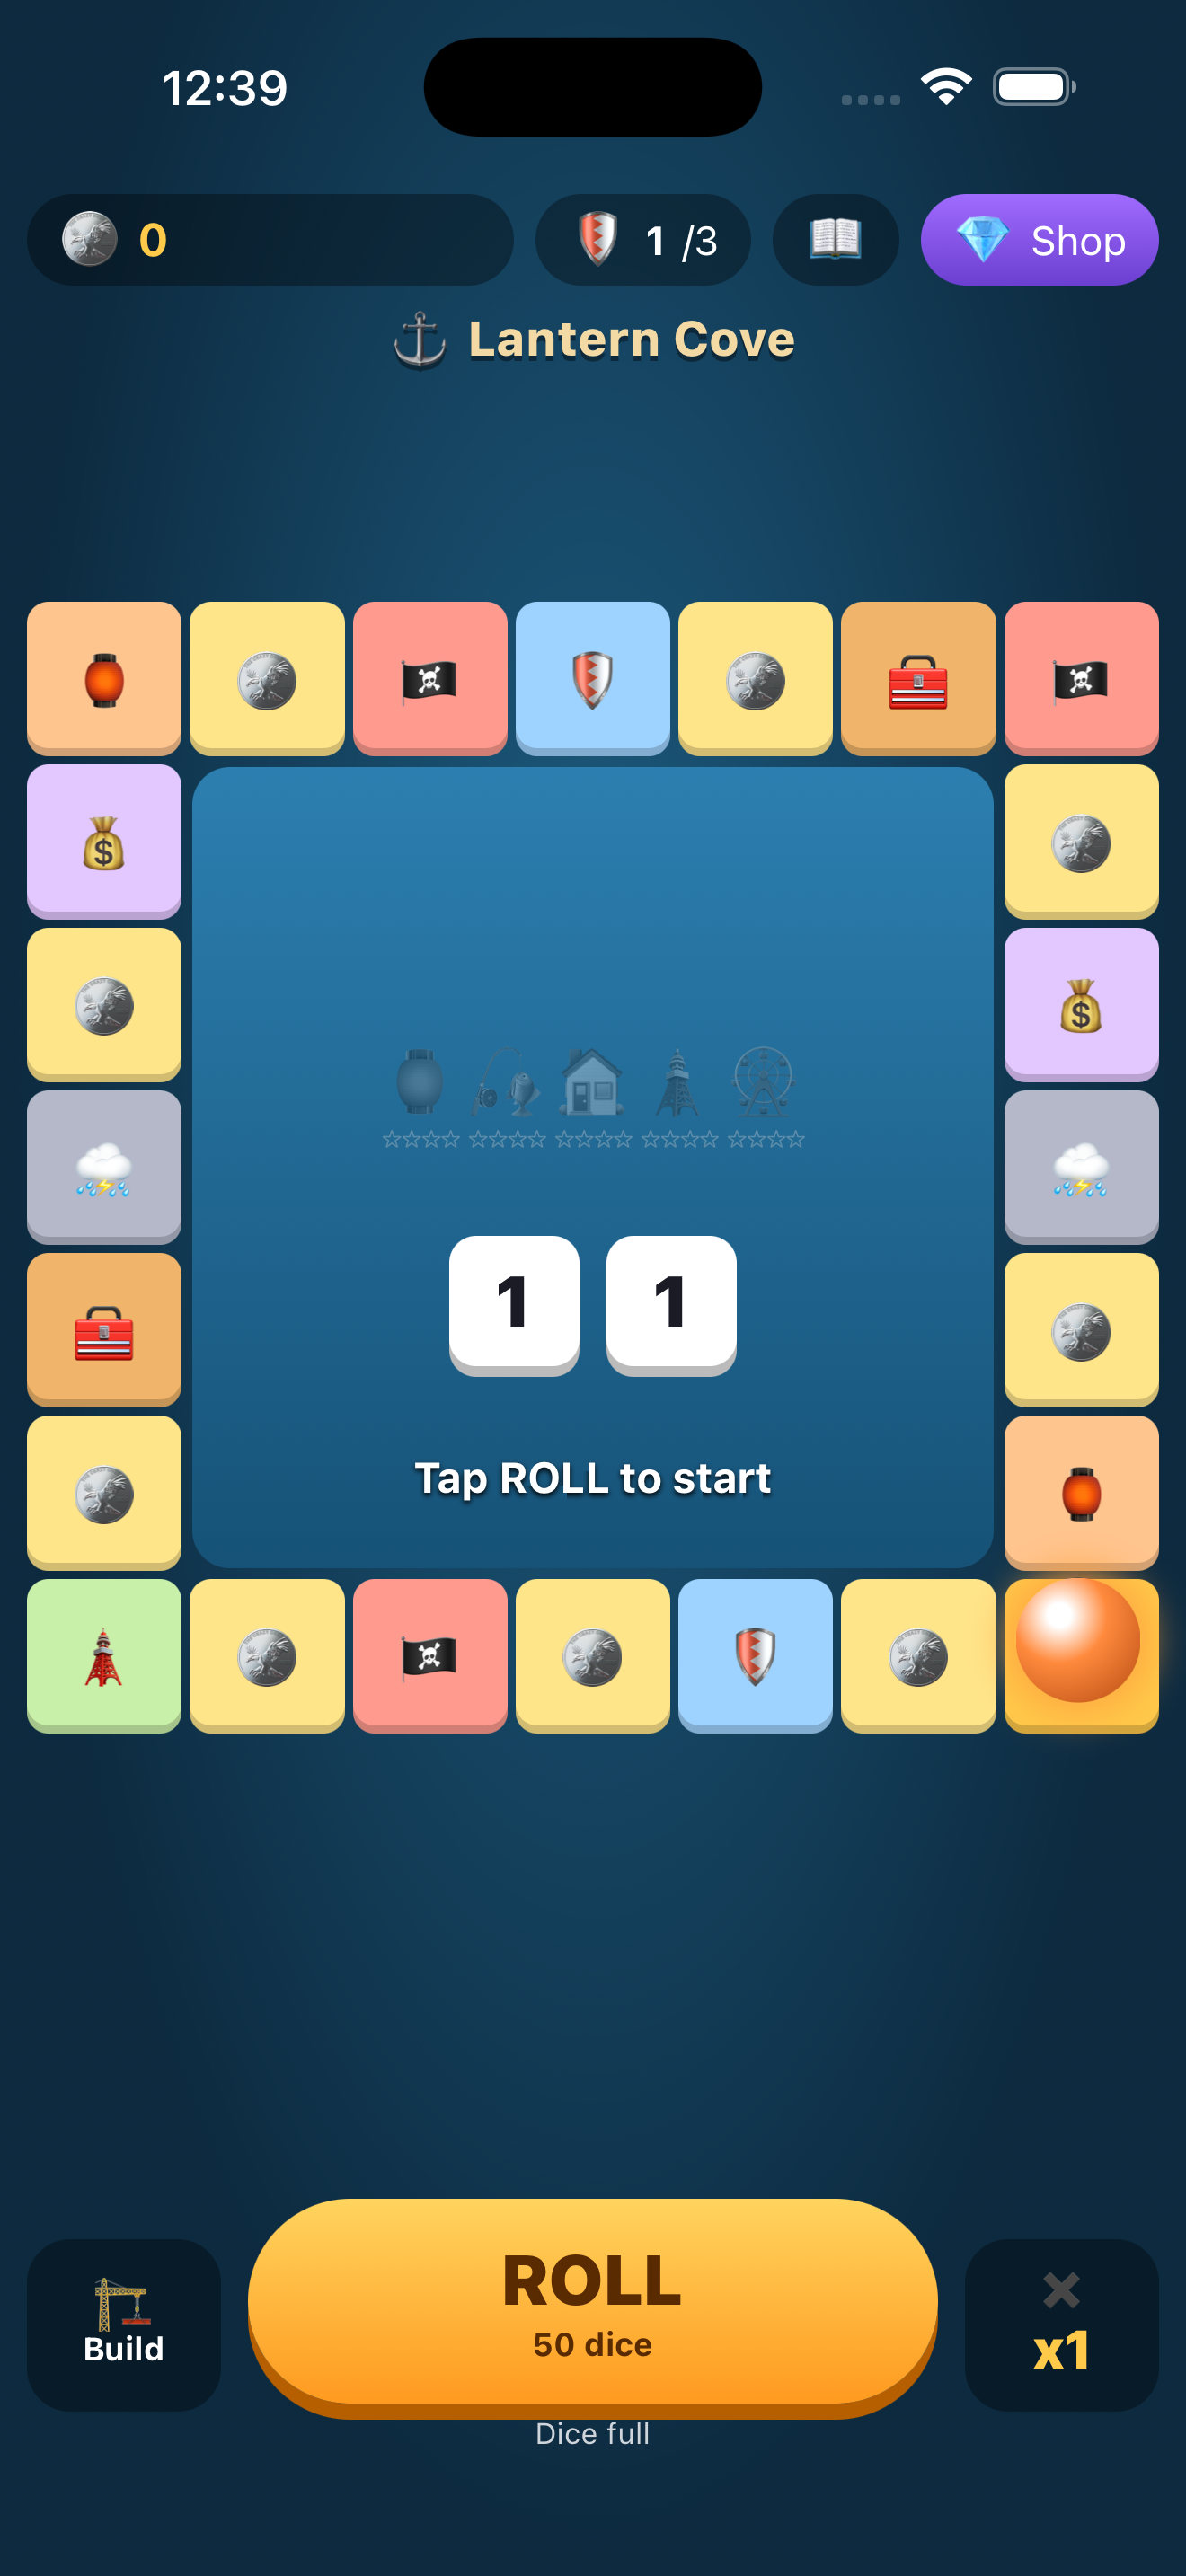 12:39
0
1 /3
Shop
Lantern Cove
1 1
Tap ROLL to start
Build
ROLL
50 dice
x1
Dice full